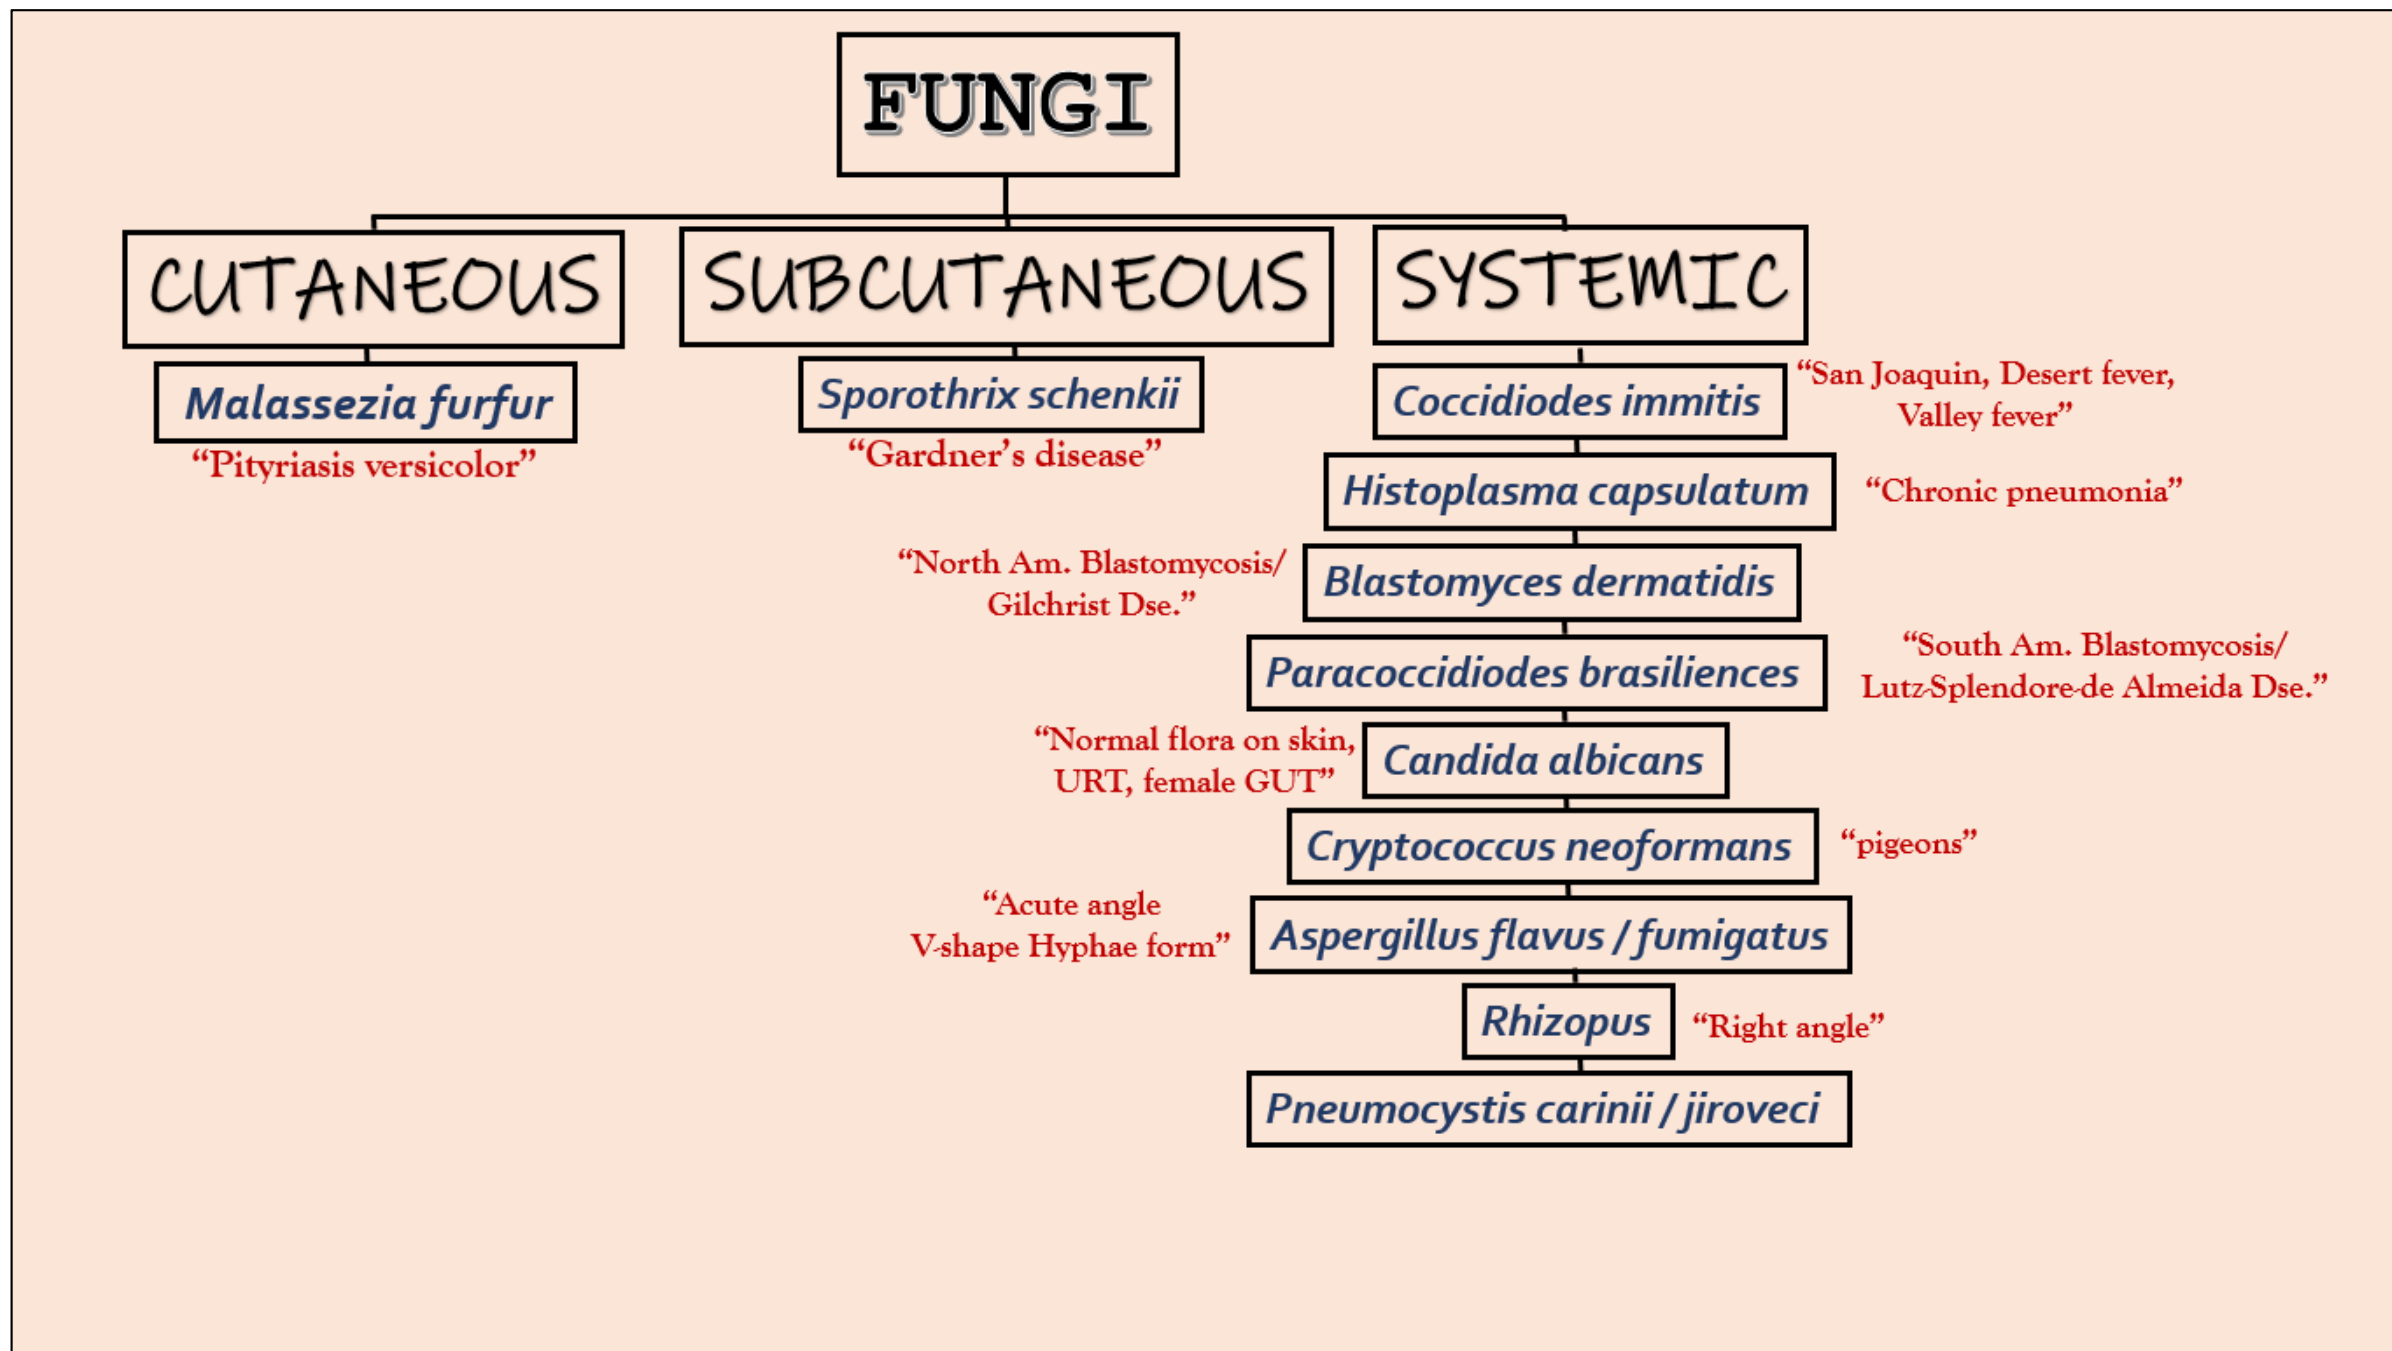 FUNGI
CUTANEOUS
SUBCUTANEOUS
SYSTEMIC
Malassezia furfur
“Pityriasis versicolor”
Sporothrix schenkii
“Gardner’s disease”
Coccidiodes immitis
“San Joaquin, Desert fever,
Valley fever”
Histoplasma capsulatum
“Chronic pneumonia”
“North Am. Blastomycosis/
Gilchrist Dse.”
Blastomyces dermatidis
Paracoccidiodes brasiliences
“South Am. Blastomycosis/
Lutz-Splendore-de Almeida Dse.”
“Normal flora on skin,
URT, female GUT”
Candida albicans
Cryptococcus neoformans
“pigeons”
“Acute angle
V-shape Hyphae form”
Aspergillus flavus / fumigatus
Rhizopus
“Right angle”
Pneumocystis carinii / jiroveci